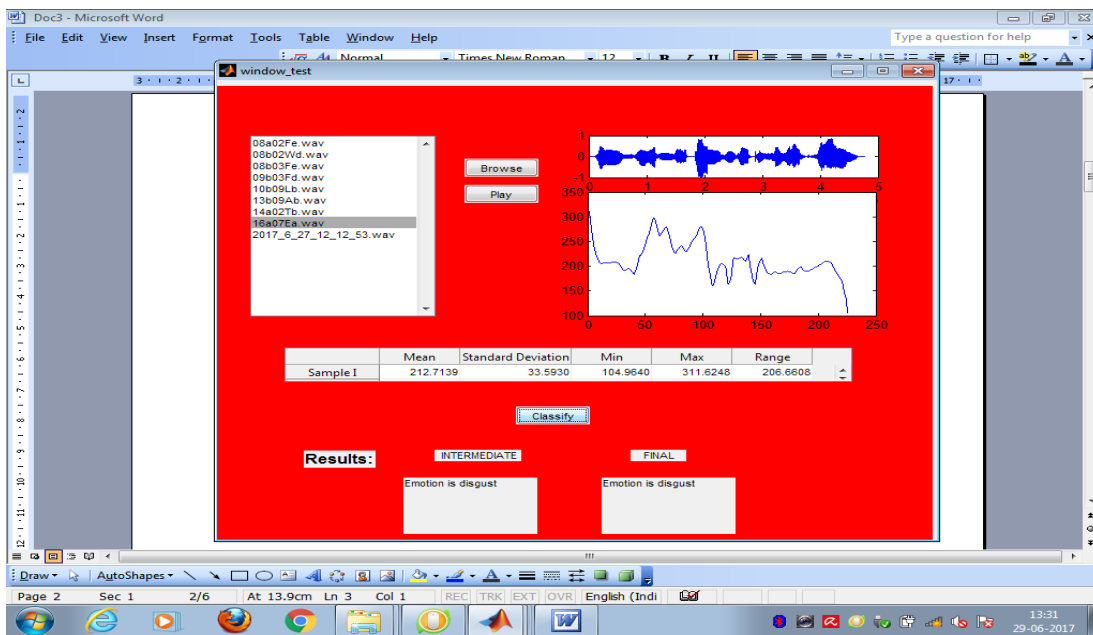 Doc3 - Microsoft Word
File Edit View Insert Format Tools Table Window Help Type a question for help
Normal Times New Roman 12 B I U
window_test
3 · 1 · 2 · 1 · 17 · 1 ·
08a02Fe.wav
08b02Wd.wav
08b03Fe.wav
09b03Fd.wav
10b09Lb.wav
13b09Ab.wav
14a02Tb.wav
16a07Ea.wav
2017_6_27_12_12_53.wav
Browse
Play
1
0
-1
0 1 2 3 4 5
350
300
250
200
150
100
0 50 100 150 200 250
Mean Standard Deviation Min Max Range
Sample I 212.7139 33.5930 104.9640 311.6248 206.6608
Classify
Results: INTERMEDIATE FINAL
Emotion is disgust Emotion is disgust
Draw AutoShapes
Page 2 Sec 1 2/6 At 13.9cm Ln 3 Col 1 REC TRK EXT OVR English (Indi
13:31
29-06-2017